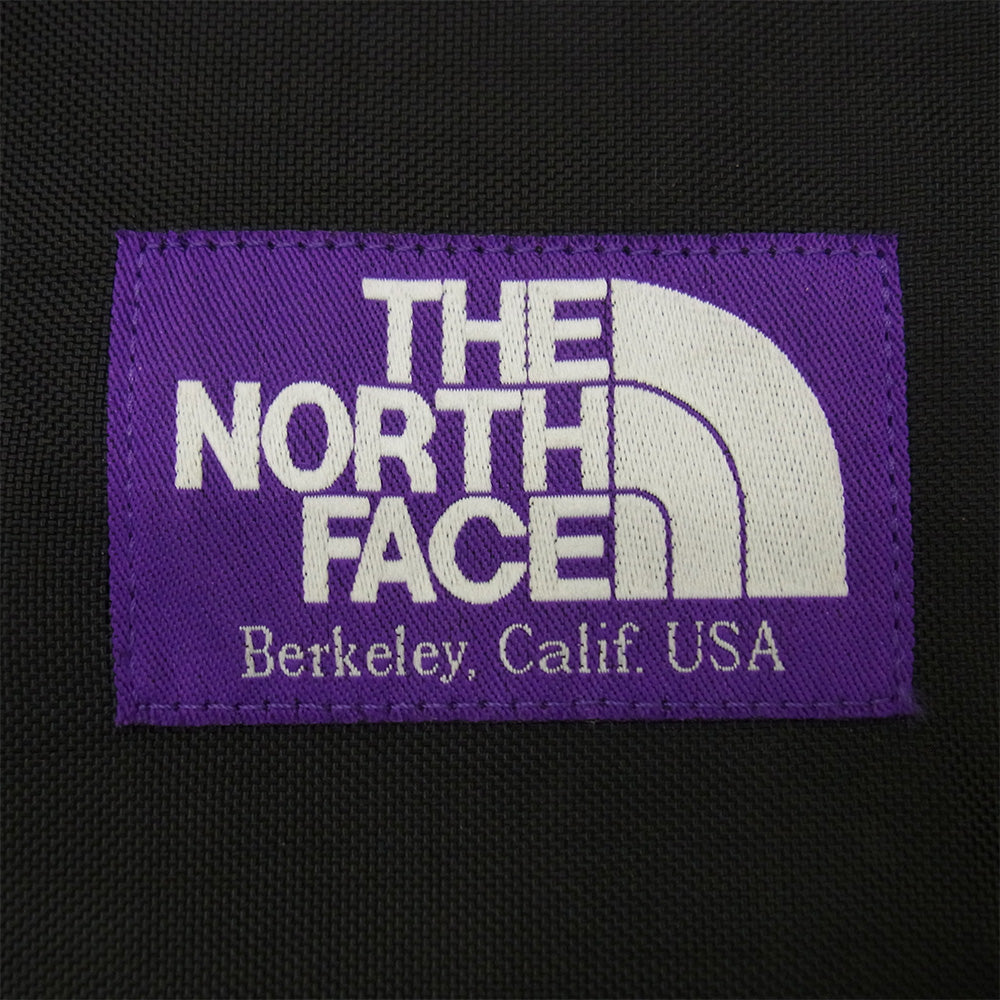 THE
NORTH
FACE
Berkeley, Calif. USA